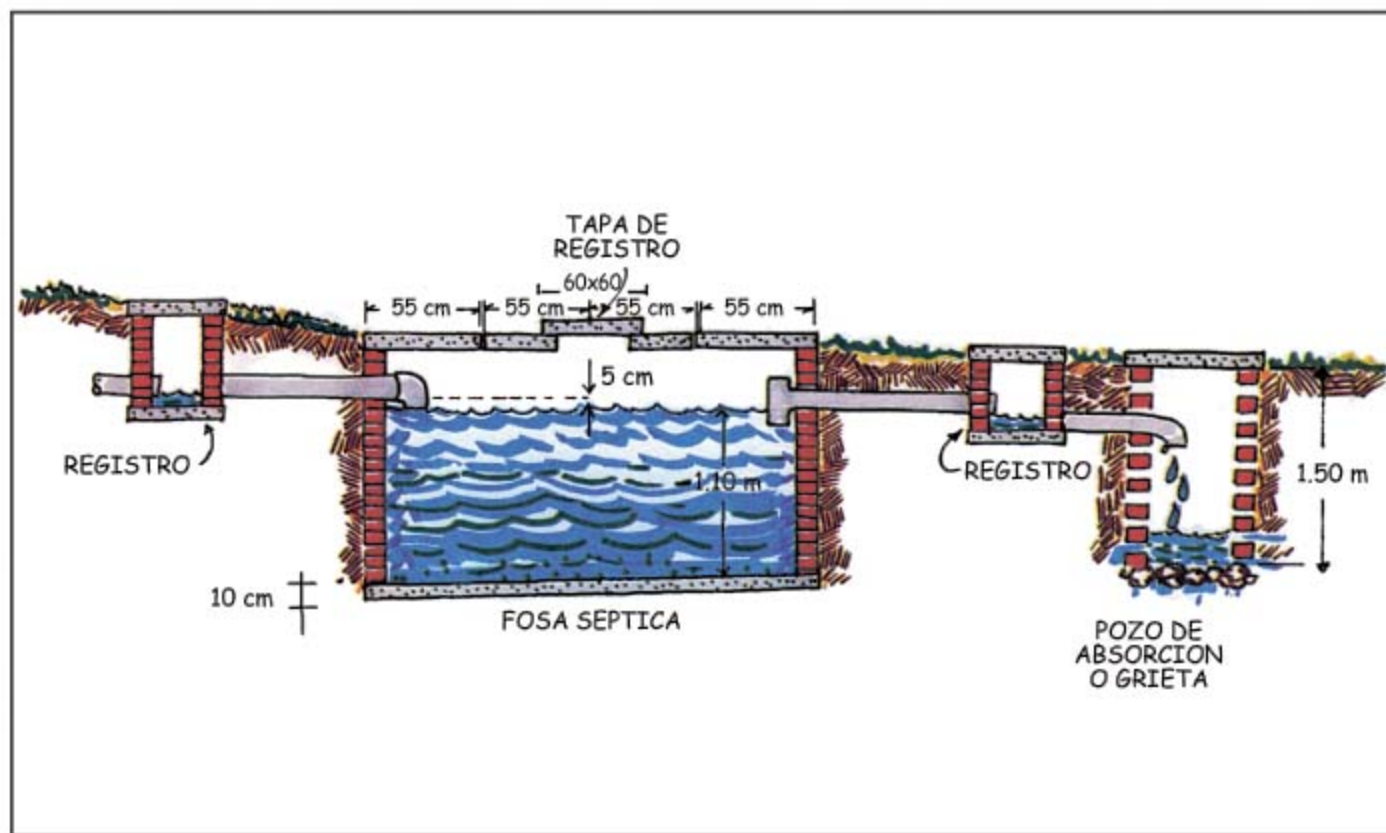 TAPA DE
REGISTRO
60x60
55 cm 55 cm 55 cm 55 cm
5 cm
REGISTRO
1.10 m
REGISTRO
1.50 m
10 cm
FOSA SEPTICA
POZO DE
ABSORCION
O GRIETA